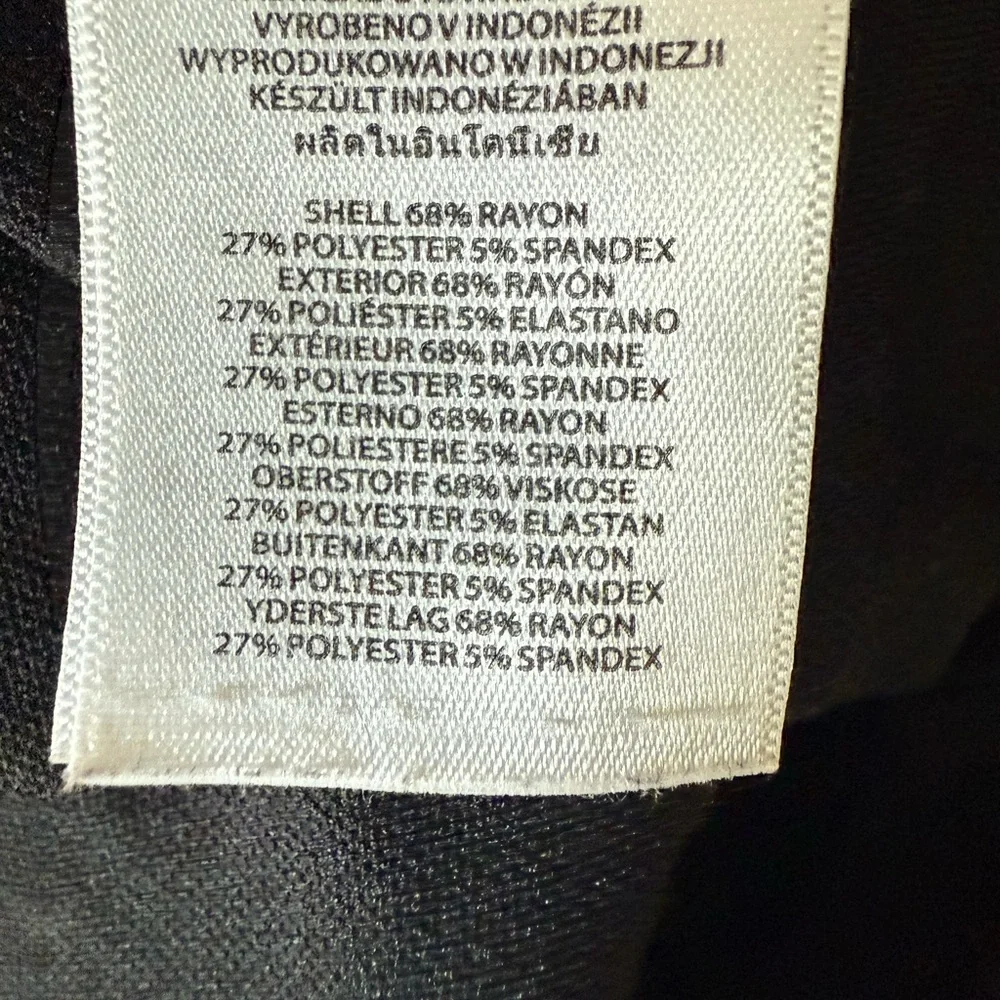 VYROBENO V INDONÉZII
WYPRODUKOWANO W INDONEZJI
KÉSZÜLT INDONÉZIÁBAN
ผลิตในอินโดนีเซีย
SHELL 68% RAYON
27% POLYESTER 5% SPANDEX
EXTERIOR 68% RAYÓN
27% POLIÉSTER 5% ELASTANO
EXTÉRIEUR 68% RAYONNE
27% POLYESTER 5% SPANDEX
ESTERNO 68% RAYON
27% POLIESTERE 5% SPANDEX
OBERSTOFF 68% VISKOSE
27% POLYESTER 5% ELASTAN
BUITENKANT 68% RAYON
27% POLYESTER 5% SPANDEX
YDERSTE LAG 68% RAYON
27% POLYESTER 5% SPANDEX